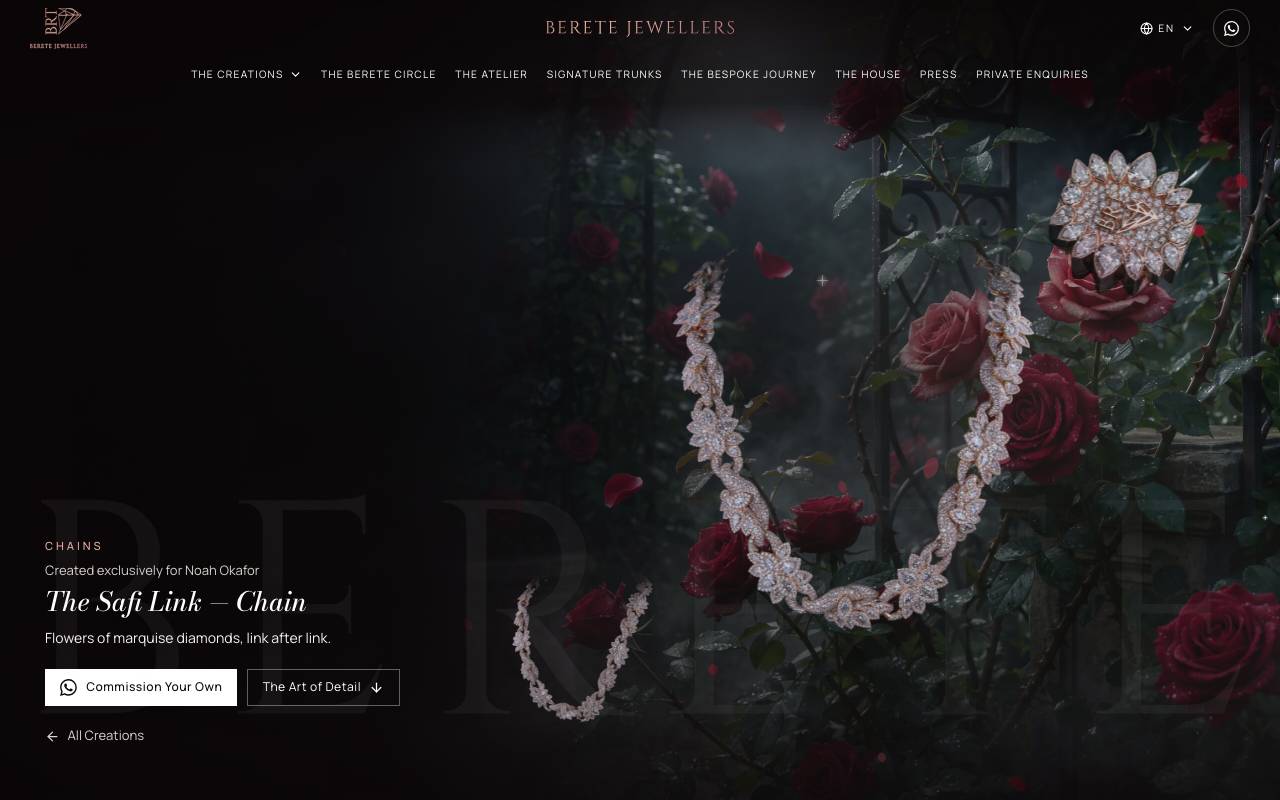 BRT
BERETE JEWELLERS
BERETE JEWELLERS
EN
THE CREATIONS
THE BERETE CIRCLE
THE ATELIER
SIGNATURE TRUNKS
THE BESPOKE JOURNEY
THE HOUSE
PRESS
PRIVATE ENQUIRIES
BERETE
CHAINS
Created exclusively for Noah Okafor
The Safi Link — Chain
Flowers of marquise diamonds, link after link.
Commission Your Own
The Art of Detail
All Creations